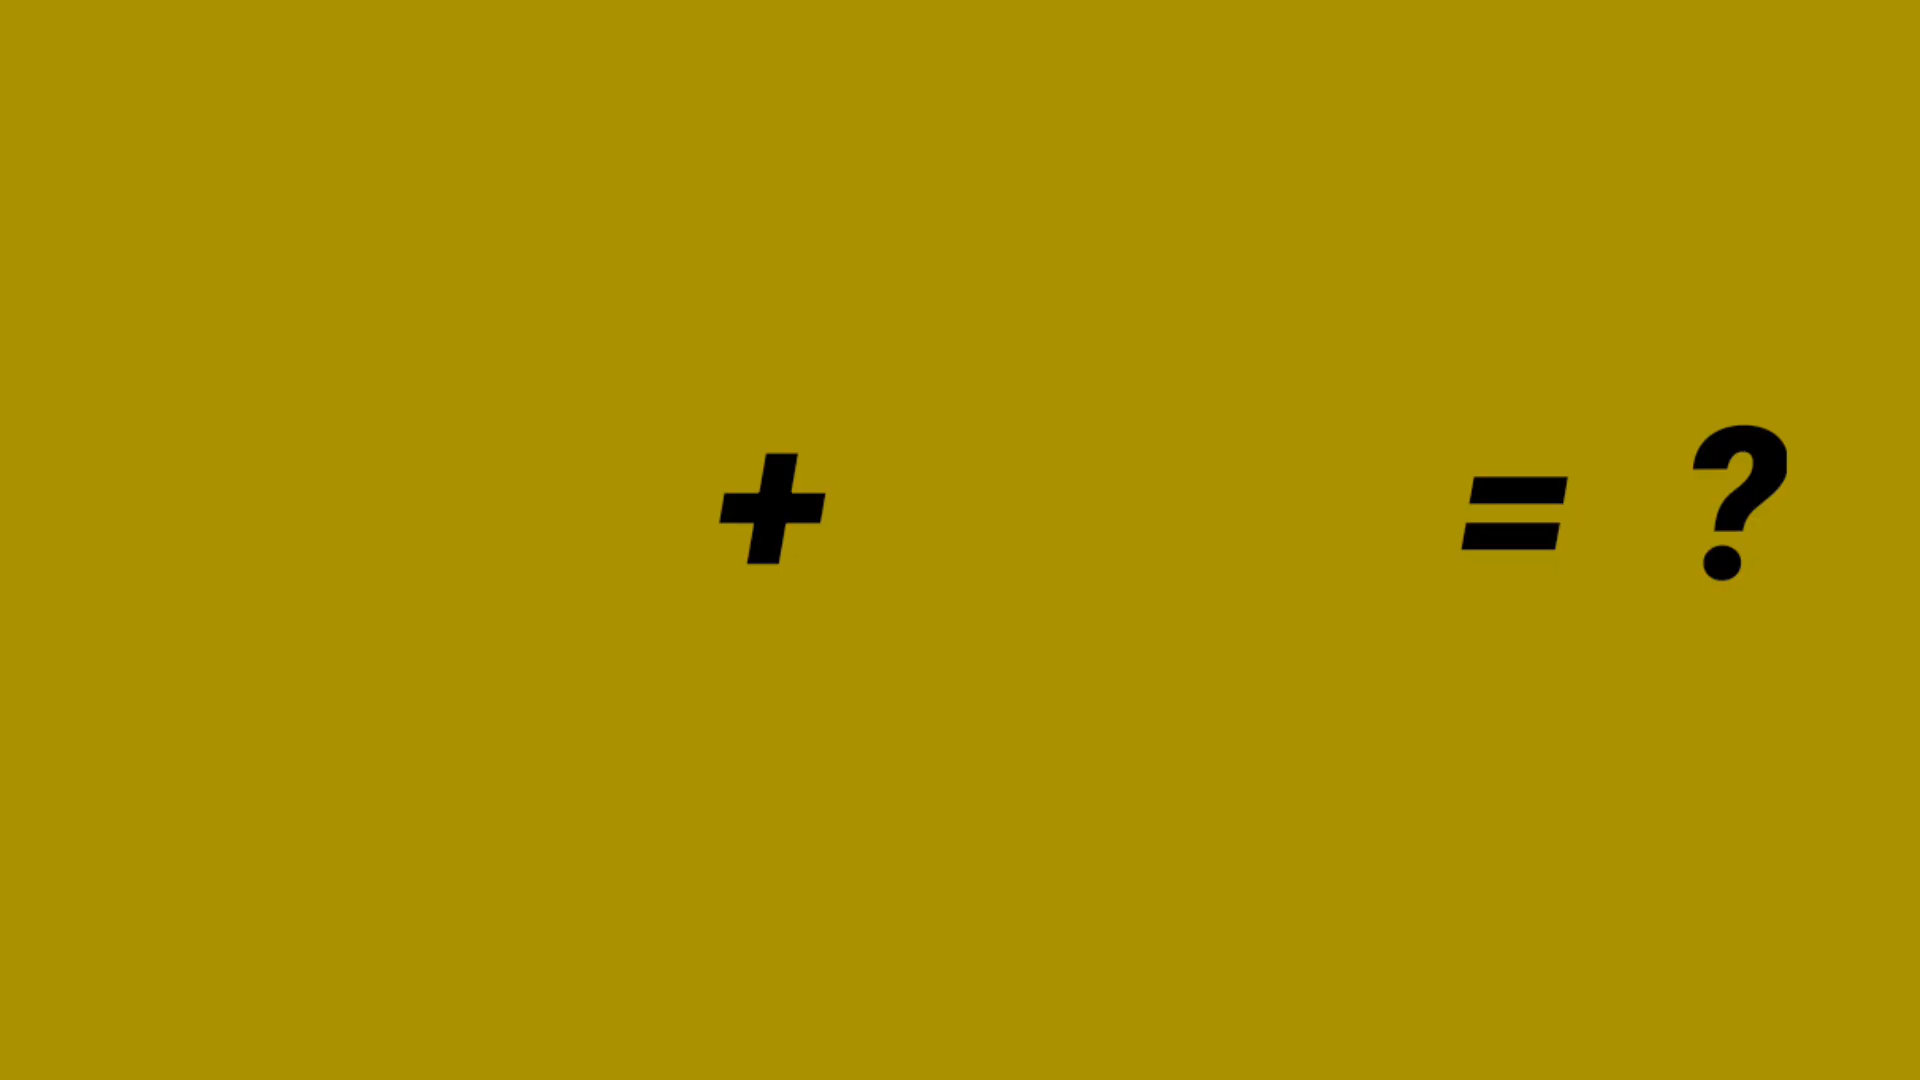 + = ?